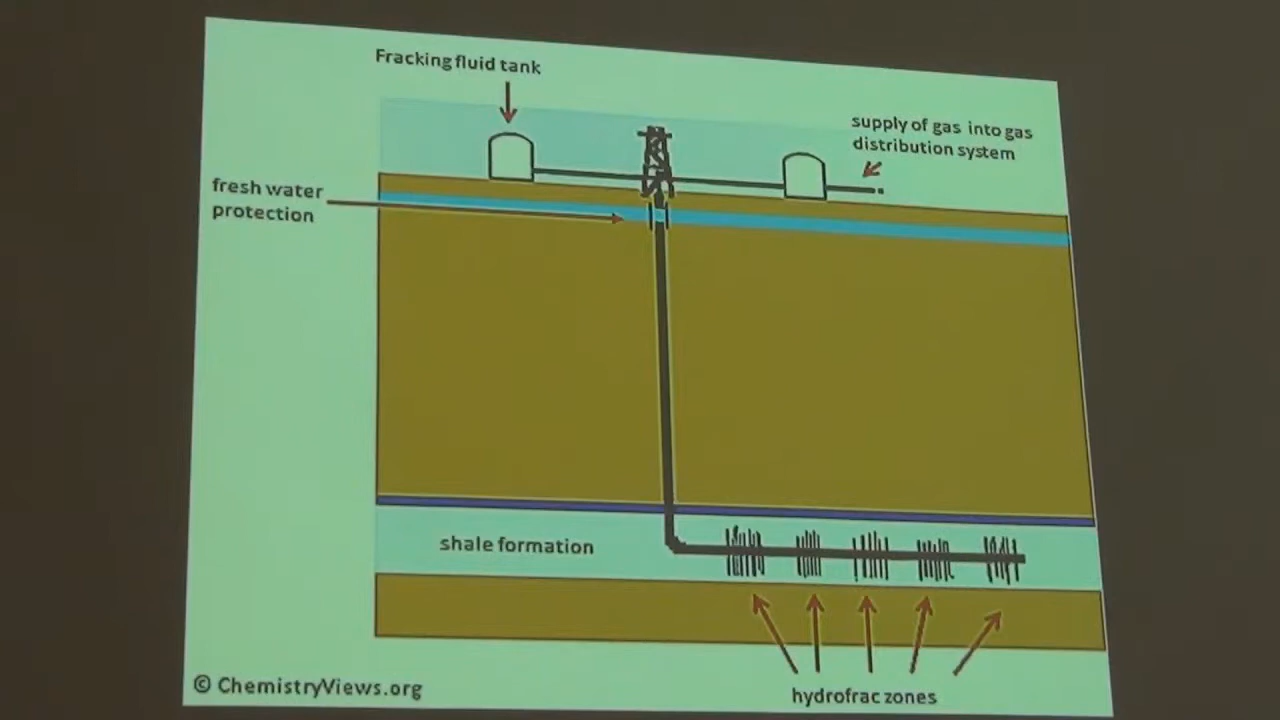 Fracking fluid tank
supply of gas into gas
distribution system
fresh water
protection
shale formation
hydrofrac zones
© ChemistryViews.org